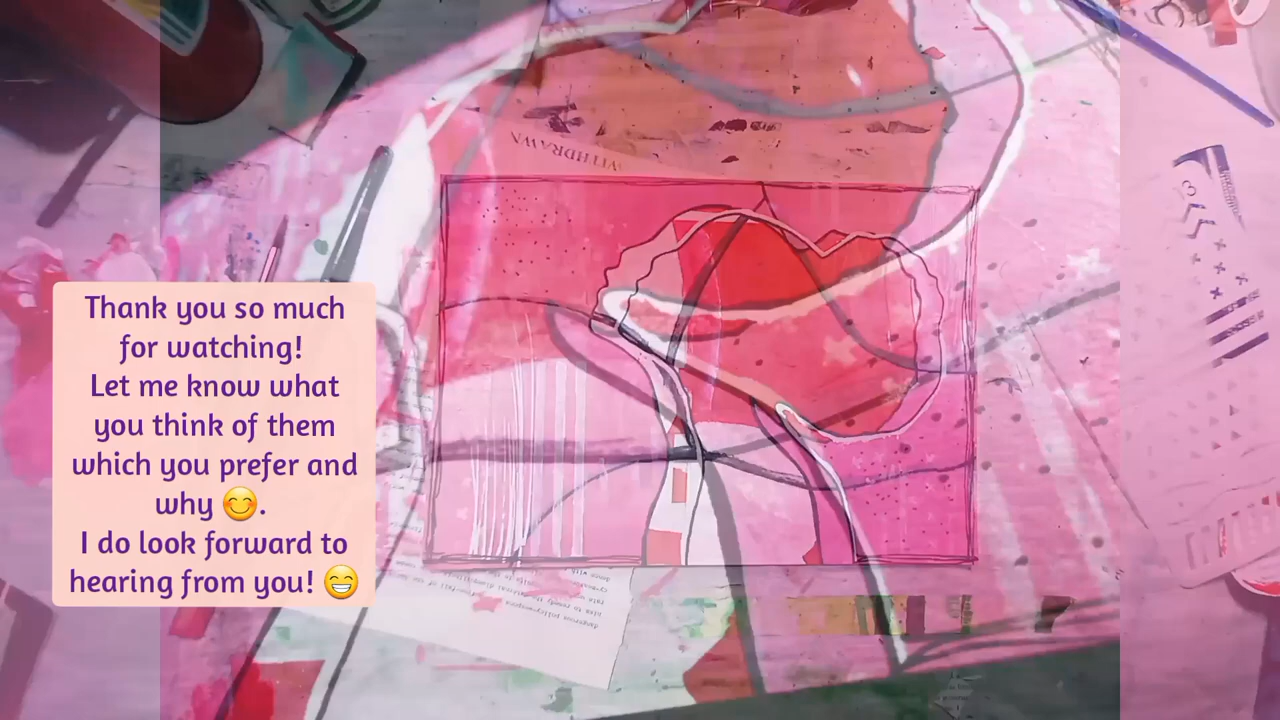 WITHDRAWN
Thank you so much
for watching!
Let me know what
you think of them
which you prefer and
why 😊.
I do look forward to
hearing from you! 😁